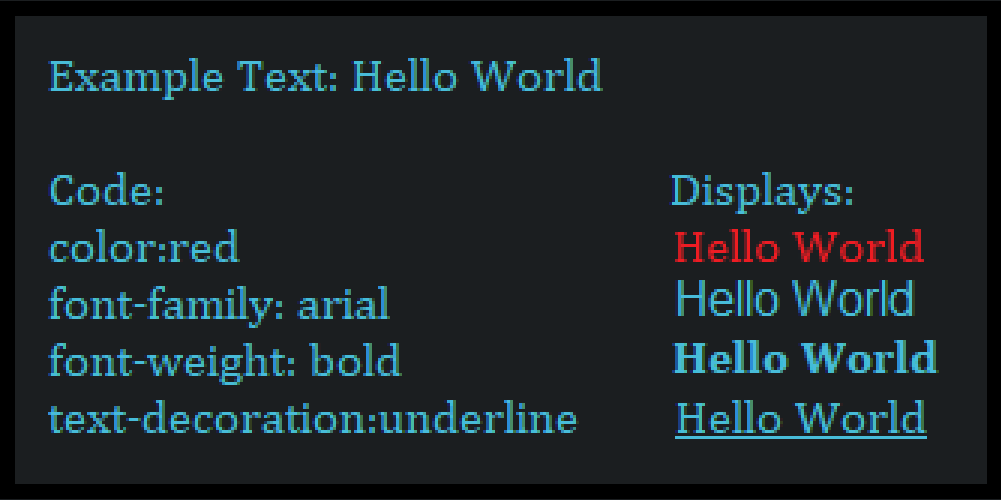 Example Text: Hello World
Code: Displays:
color:red Hello World
font-family: arial Hello World
font-weight: bold Hello World
text-decoration:underline Hello World